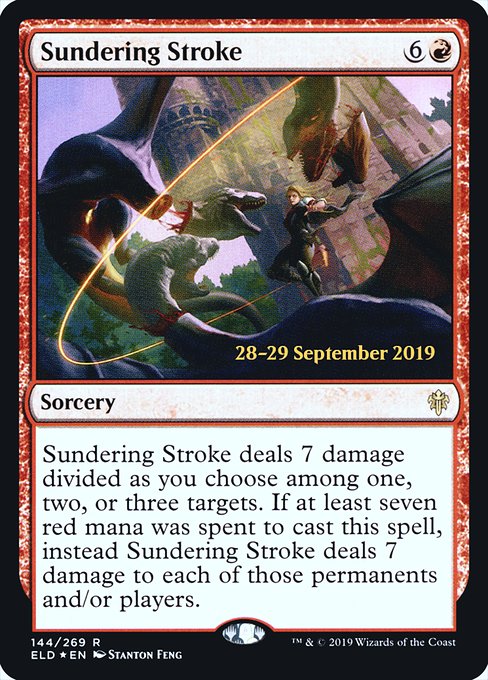 Sundering Stroke 6
28–29 September 2019
Sorcery
Sundering Stroke deals 7 damage
divided as you choose among one,
two, or three targets. If at least seven
red mana was spent to cast this spell,
instead Sundering Stroke deals 7
damage to each of those permanents
and/or players.
144/269 R
™ & © 2019 Wizards of the Coast
ELD ★ EN Stanton Feng